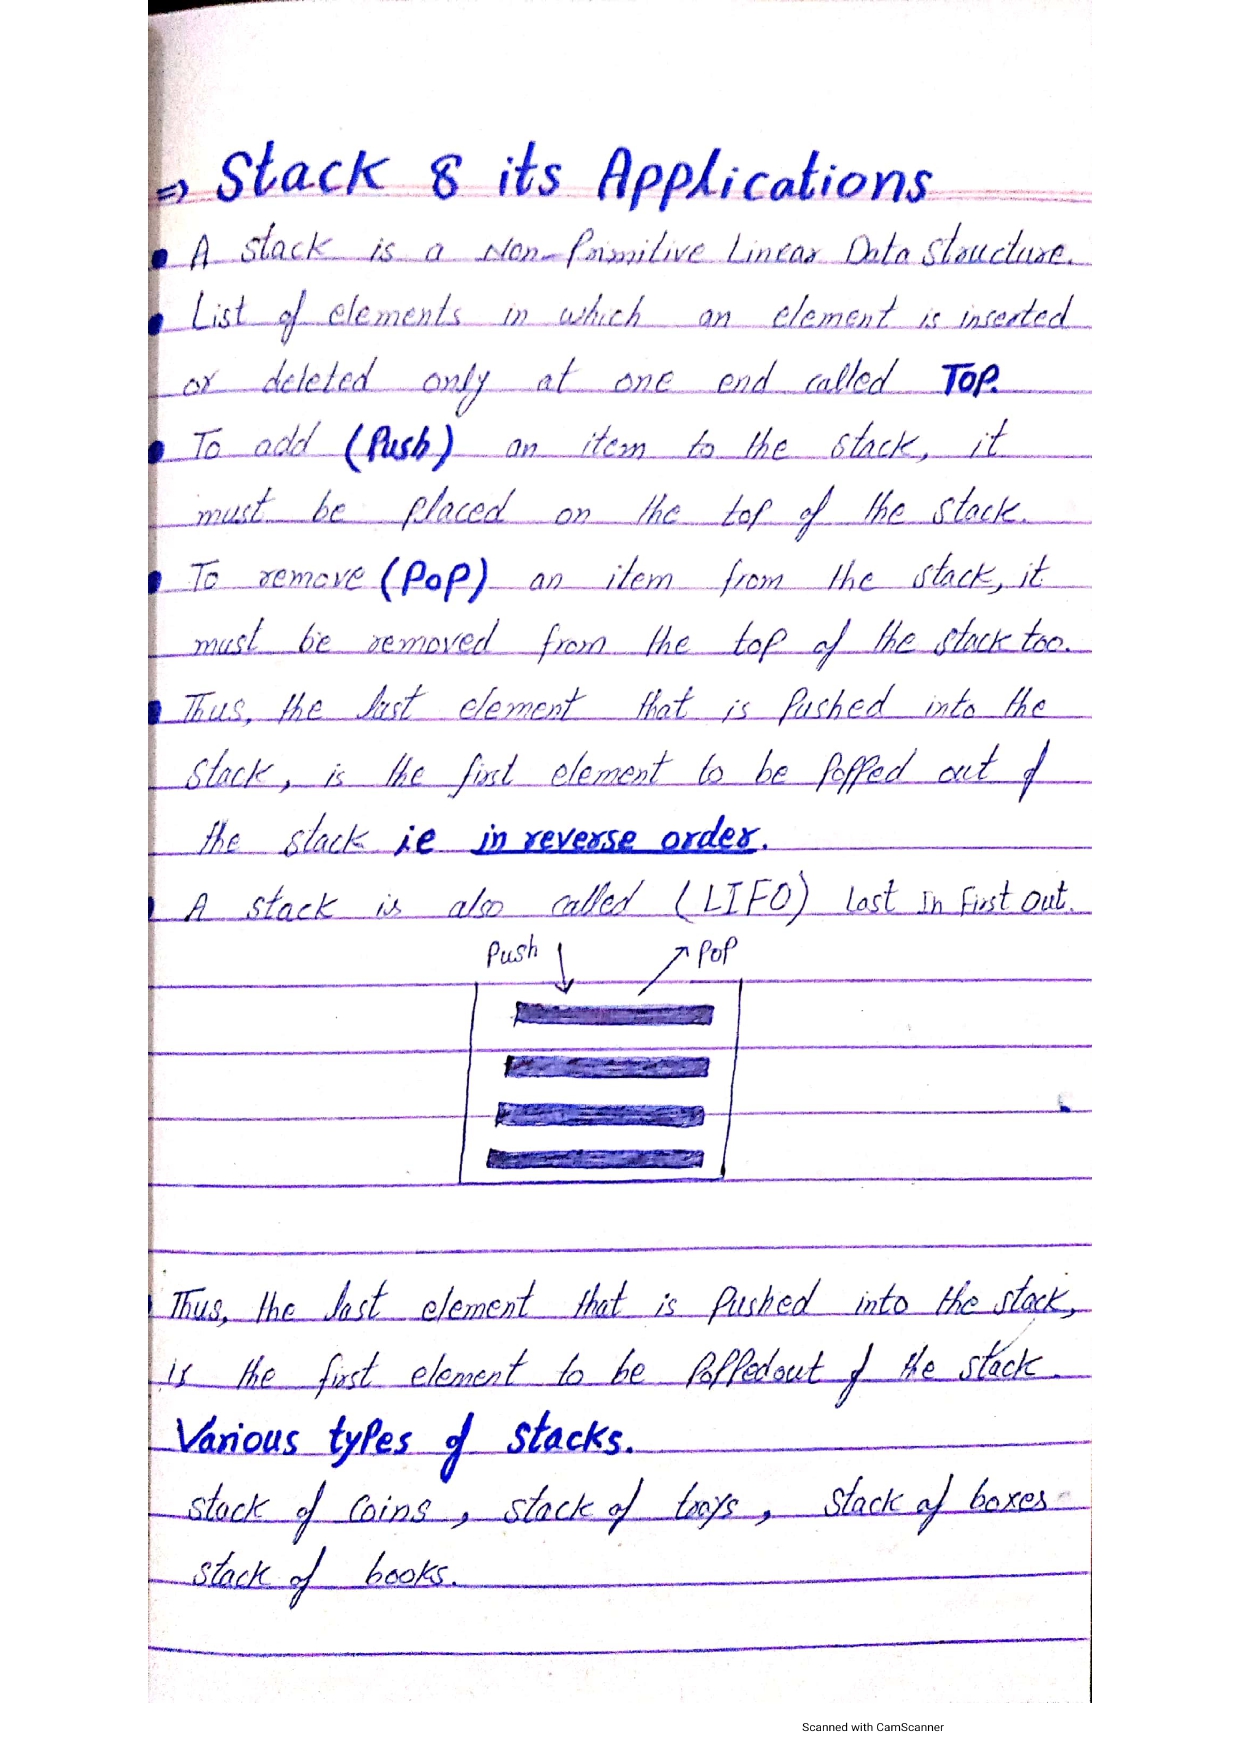 => Stack & its Applications
• A stack is a Non-Primitive Linear Data Structure.
• List of elements in which an element is inserted
or deleted only at one end called TOP.
• To add (Push) an item to the stack, it
must be placed on the top of the stack.
• To remove (POP) an item from the stack, it
must be removed from the top of the stack too.
• Thus, the last element that is Pushed into the
stack, is the first element to be Popped out of
the stack ie in reverse order.
• A stack is also called (LIFO) Last In First Out.
Push POP
• Thus, the last element that is Pushed into the stack,
is the first element to be Poppedout of the stack.
Various types of stacks.
stack of coins, stack of trays, stack of boxes
stack of books.
Scanned with CamScanner